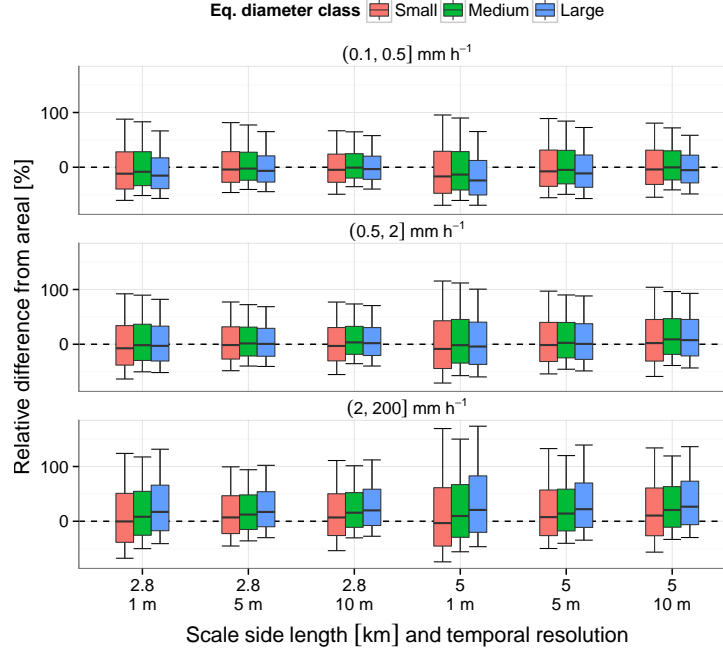 Eq. diameter class Small Medium Large
(0.1, 0.5] mm h⁻¹
100
0
(0.5, 2] mm h⁻¹
100
0
(2, 200] mm h⁻¹
100
0
Relative difference from areal [%]
2.8 2.8 2.8 5 5 5
1 m 5 m 10 m 1 m 5 m 10 m
Scale side length [km] and temporal resolution